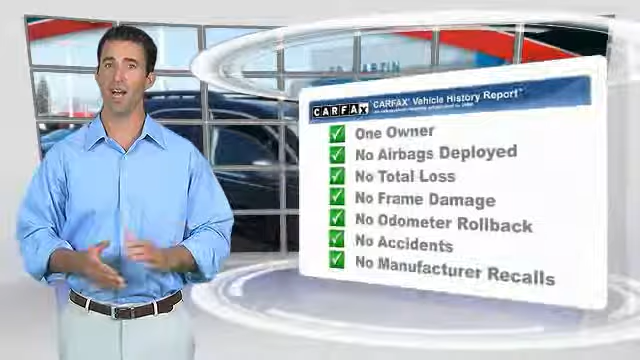 MARTIN
CARFAX CARFAX Vehicle History Report™
One Owner
No Airbags Deployed
No Total Loss
No Frame Damage
No Odometer Rollback
No Accidents
No Manufacturer Recalls